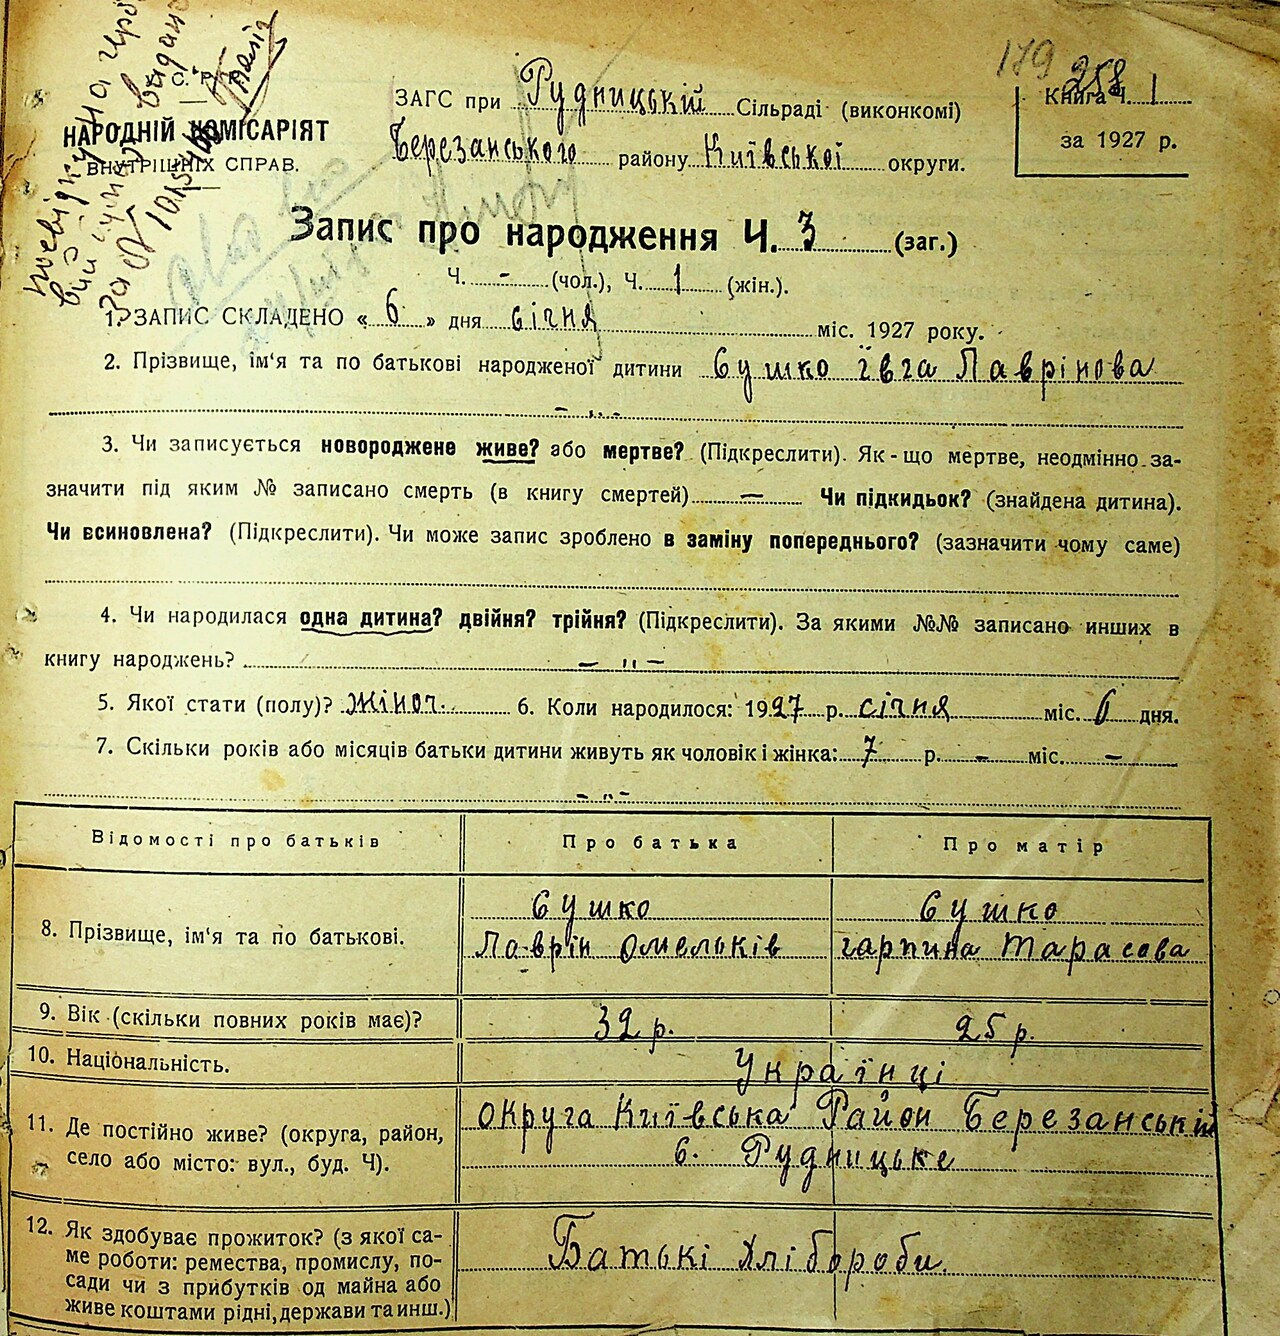 С. Р. Р.
НАРОДНІЙ КОМІСАРІЯТ
ВНУТРІШНІХ СПРАВ.
ЗАГС при Рудницькій Сільраді (виконкомі)
Березанського району Київської округи.
179 258
Книга Ч. 1
за 1927 р.
Запис про народження Ч. 3 (заг.)
Ч. - (чол.), Ч. 1 (жін.).
1. ЗАПИС СКЛАДЕНО « 6 » дня січня міс. 1927 року.
2. Прізвище, ім'я та по батькові народженої дитини Сушко Ївга Лаврінова
- „ -
3. Чи записується новороджене живе? або мертве? (Підкреслити). Як-що мертве, неодмінно за-
значити під яким № записано смерть (в книгу смертей) — Чи підкидьок? (знайдена дитина).
Чи всиновлена? (Підкреслити). Чи може запис зроблено в заміну попереднього? (зазначити чому саме)
4. Чи народилася одна дитина? двійня? трійня? (Підкреслити). За якими №№ записано инших в
книгу народжень? - „ -
5. Якої стати (полу)? жіноч. 6. Коли народилося: 1927 р. січня міс. 6 дня.
7. Скільки років або місяців батьки дитини живуть як чоловік і жінка: 7 р. - міс. -
- „ -
Відомості про батьків Про батька Про матір
8. Прізвище, ім'я та по батькові.
Сушко Сушко
Лаврін Омельків гарпина Тарасова
9. Вік (скільки повних років має)? 32 р. 25 р.
10. Національність. Українці
11. Де постійно живе? (округа, район,
село або місто: вул., буд. Ч).
округа Київська Район Березанський
с. Рудницьке
12. Як здобуває прожиток? (з якої са-
ме роботи: ремества, промислу, по-
сади чи з прибутків од майна або
живе коштами рідні, держави та инш.)
Батькі Хлібороби.